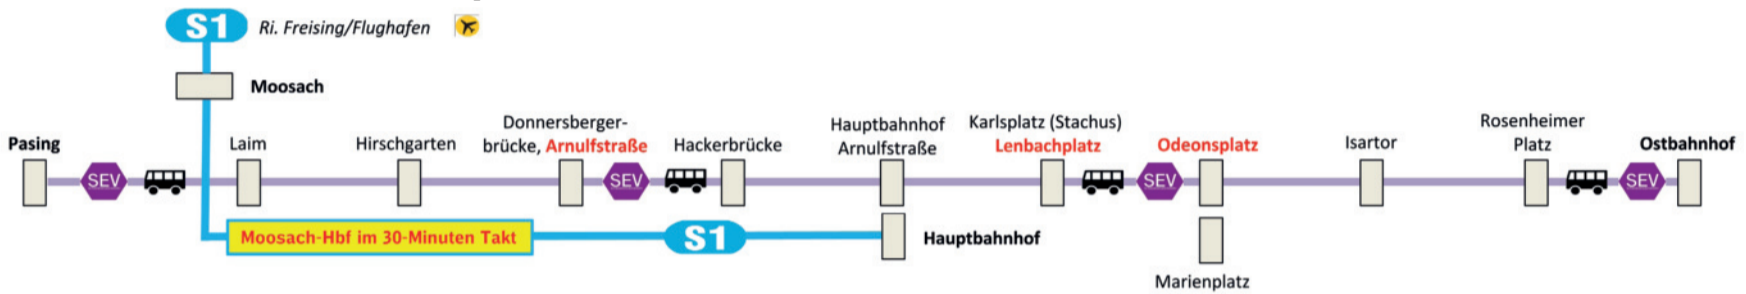 S1 Ri. Freising/Flughafen
Moosach
Pasing
SEV
Laim
Hirschgarten
Donnersberger-
brücke, Arnulfstraße
SEV
Hackerbrücke
Hauptbahnhof
Arnulfstraße
Karlsplatz (Stachus)
Lenbachplatz
SEV
Odeonsplatz
Isartor
Rosenheimer
Platz
SEV
Ostbahnhof
Moosach-Hbf im 30-Minuten Takt
S1
Hauptbahnhof
Marienplatz